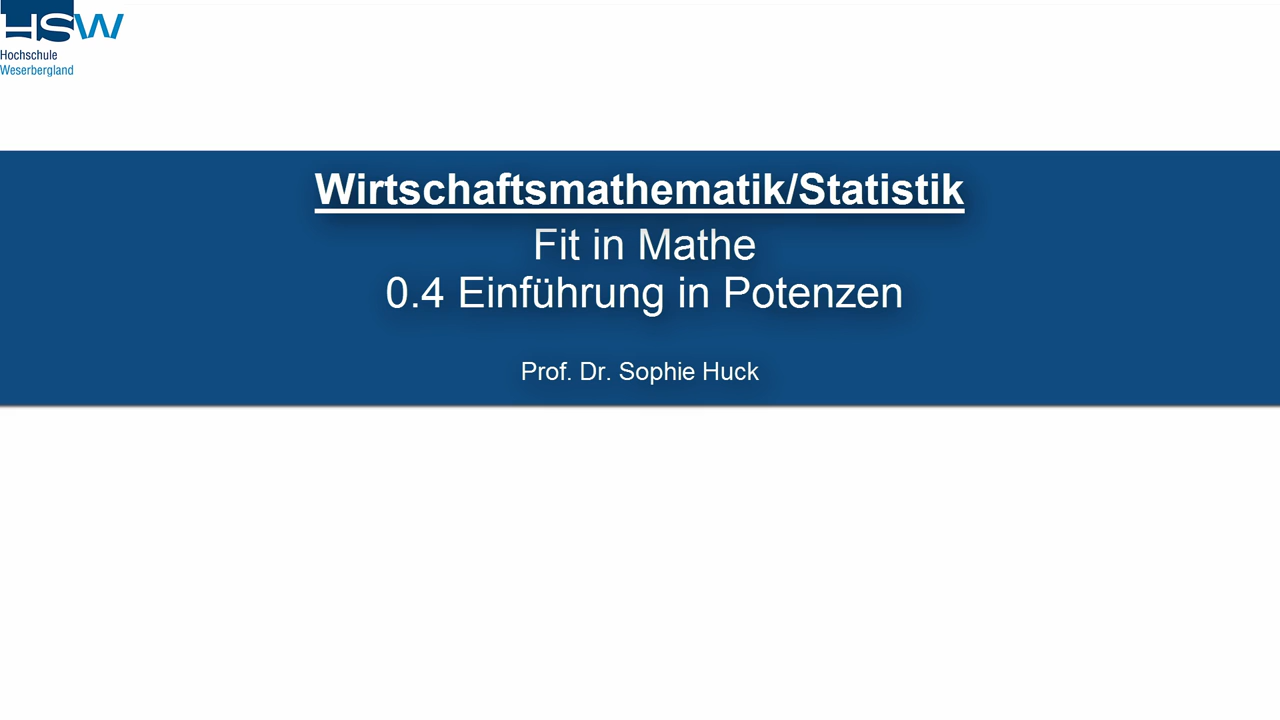 HSW
Hochschule
Weserbergland
Wirtschaftsmathematik/Statistik
Fit in Mathe
0.4 Einführung in Potenzen
Prof. Dr. Sophie Huck